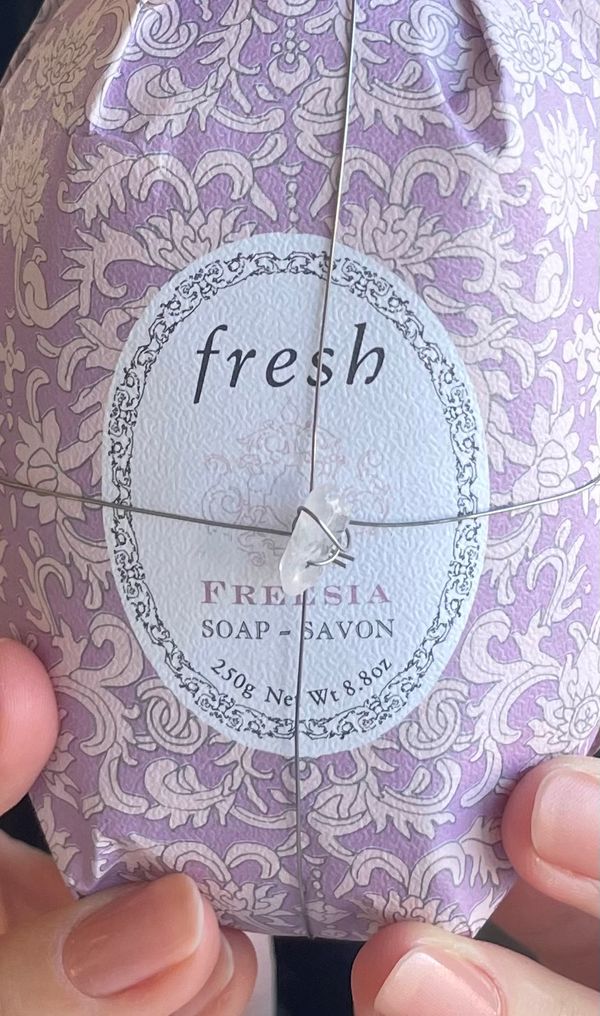 fresh
FREESIA
SOAP - SAVON
250g Net Wt 8.8oz